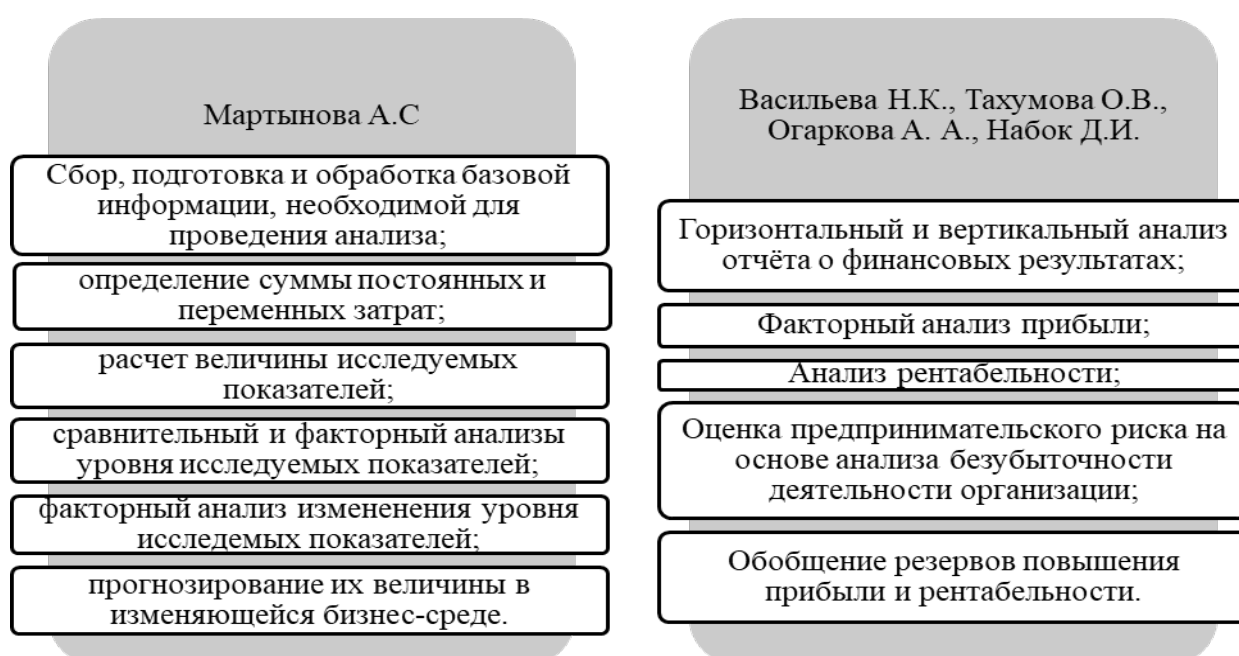 Мартынова А.С
Сбор, подготовка и обработка базовой
информации, необходимой для
проведения анализа;
определение суммы постоянных и
переменных затрат;
расчет величины исследуемых
показателей;
сравнительный и факторный анализы
уровня исследуемых показателей;
факторный анализ измененения уровня
исследемых показателей;
прогнозирование их величины в
изменяющейся бизнес-среде.
Васильева Н.К., Тахумова О.В.,
Огаркова А. А., Набок Д.И.
Горизонтальный и вертикальный анализ
отчёта о финансовых результатах;
Факторный анализ прибыли;
Анализ рентабельности;
Оценка предпринимательского риска на
основе анализа безубыточности
деятельности организации;
Обобщение резервов повышения
прибыли и рентабельности.